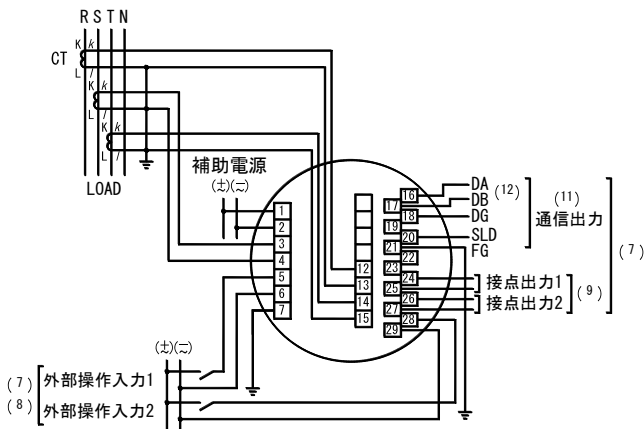 R S T N
K k
CT
L l
K k
L l
K k
L l
LOAD
補助電源
(±)(=)
1
2
3
4
5
6
7
12
13
14
15
16
17
18
19
20
21
22
23
24
25
26
27
28
29
DA
DB
DG
SLD
FG
(12)
(11)
通信出力
(7)
接点出力1
接点出力2
(9)
(±)(=)
(7) 外部操作入力1
(8) 外部操作入力2